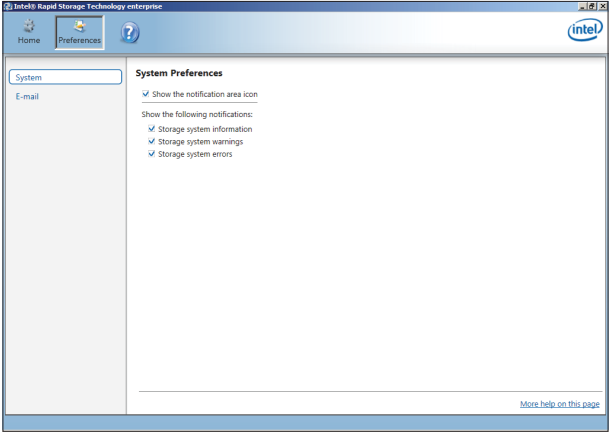 Intel® Rapid Storage Technology enterprise
Home
Preferences
?
intel
System
E-mail
System Preferences
Show the notification area icon
Show the following notifications:
Storage system information
Storage system warnings
Storage system errors
More help on this page